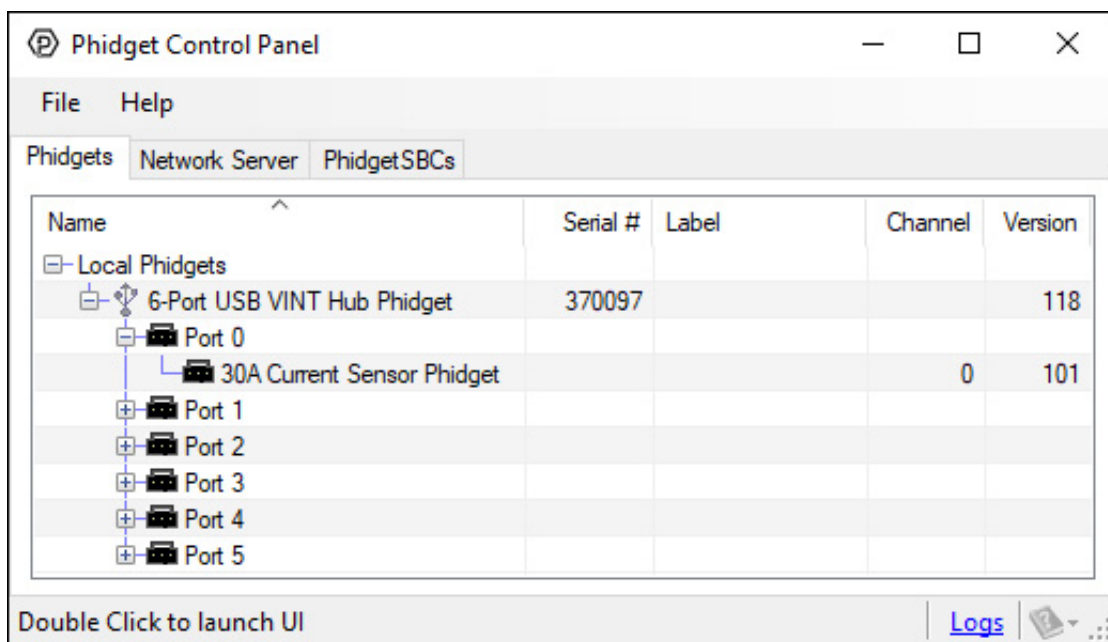 Phidget Control Panel
File Help
Phidgets Network Server PhidgetSBCs
Name Serial # Label Channel Version
Local Phidgets
6-Port USB VINT Hub Phidget 370097 118
Port 0
30A Current Sensor Phidget 0 101
Port 1
Port 2
Port 3
Port 4
Port 5
Double Click to launch UI Logs